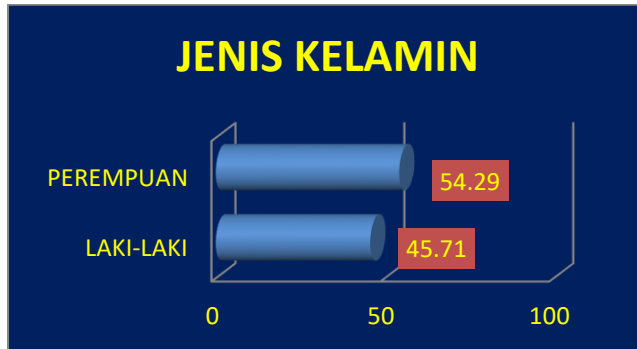 JENIS KELAMIN
PEREMPUAN
54.29
LAKI-LAKI
45.71
0
50
100